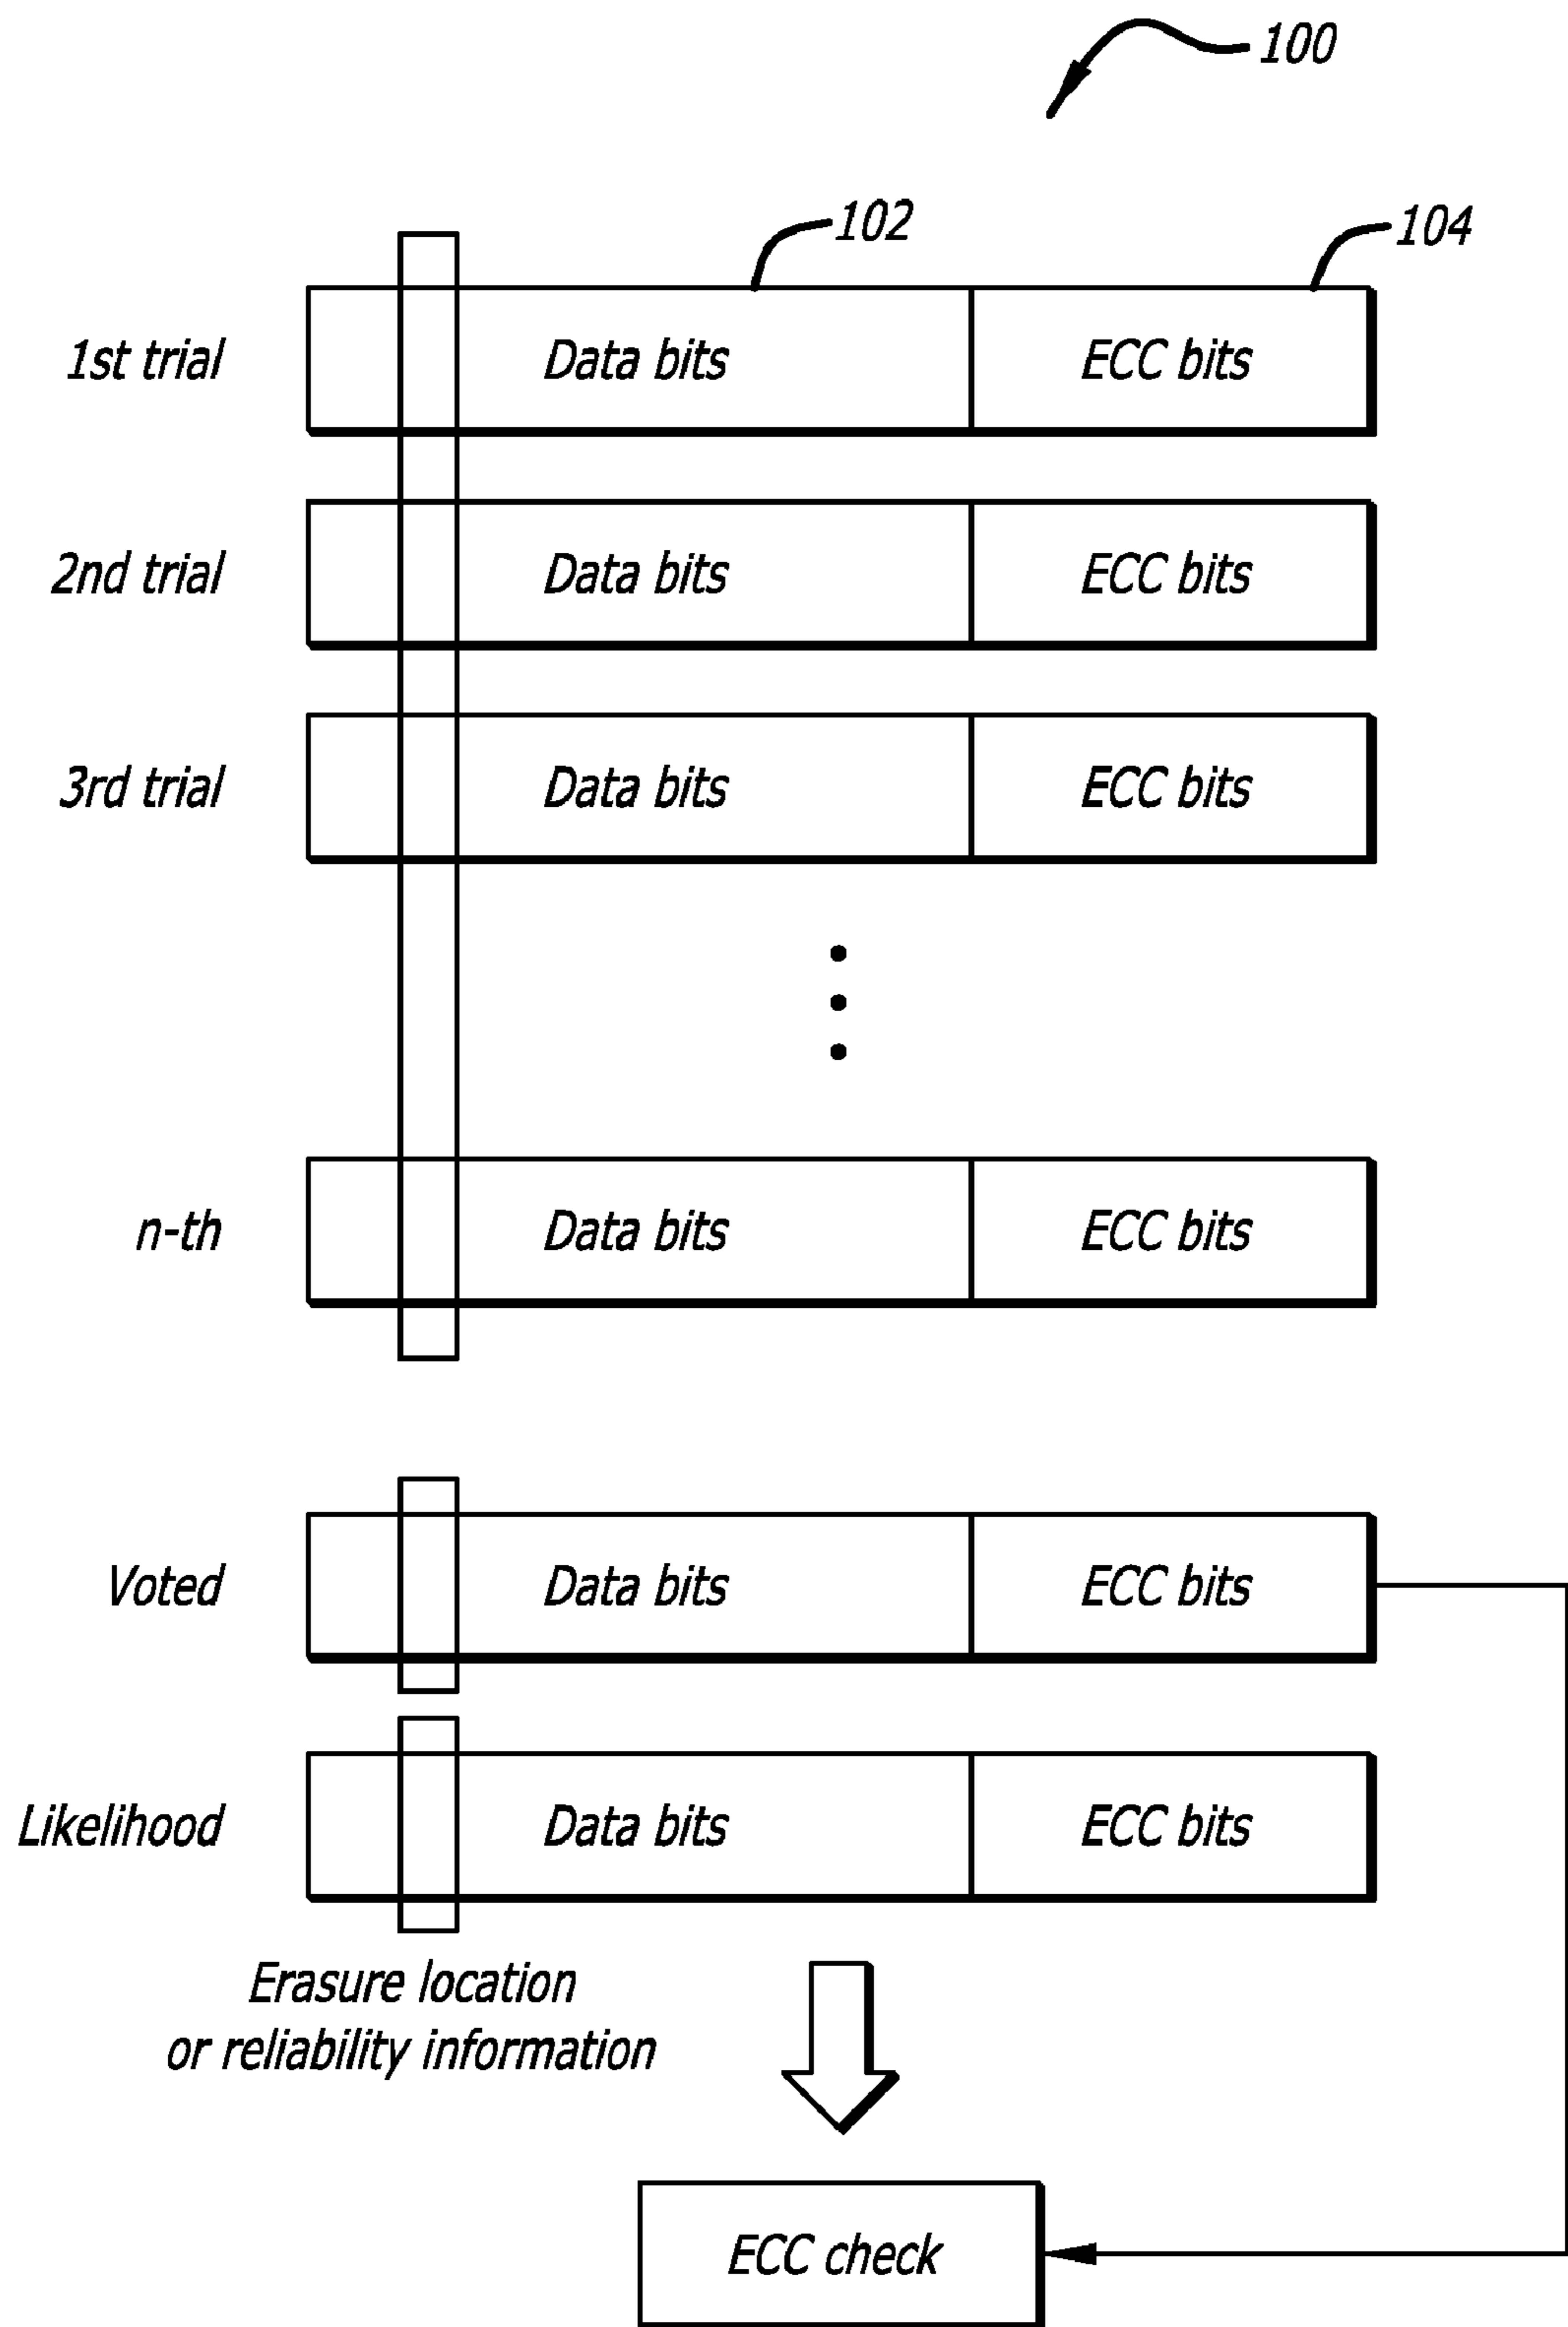 100
102
104
1st trial
Data bits
ECC bits
2nd trial
Data bits
ECC bits
3rd trial
Data bits
ECC bits
n-th
Data bits
ECC bits
Voted
Data bits
ECC bits
Likelihood
Data bits
ECC bits
Erasure location
or reliability information
ECC check